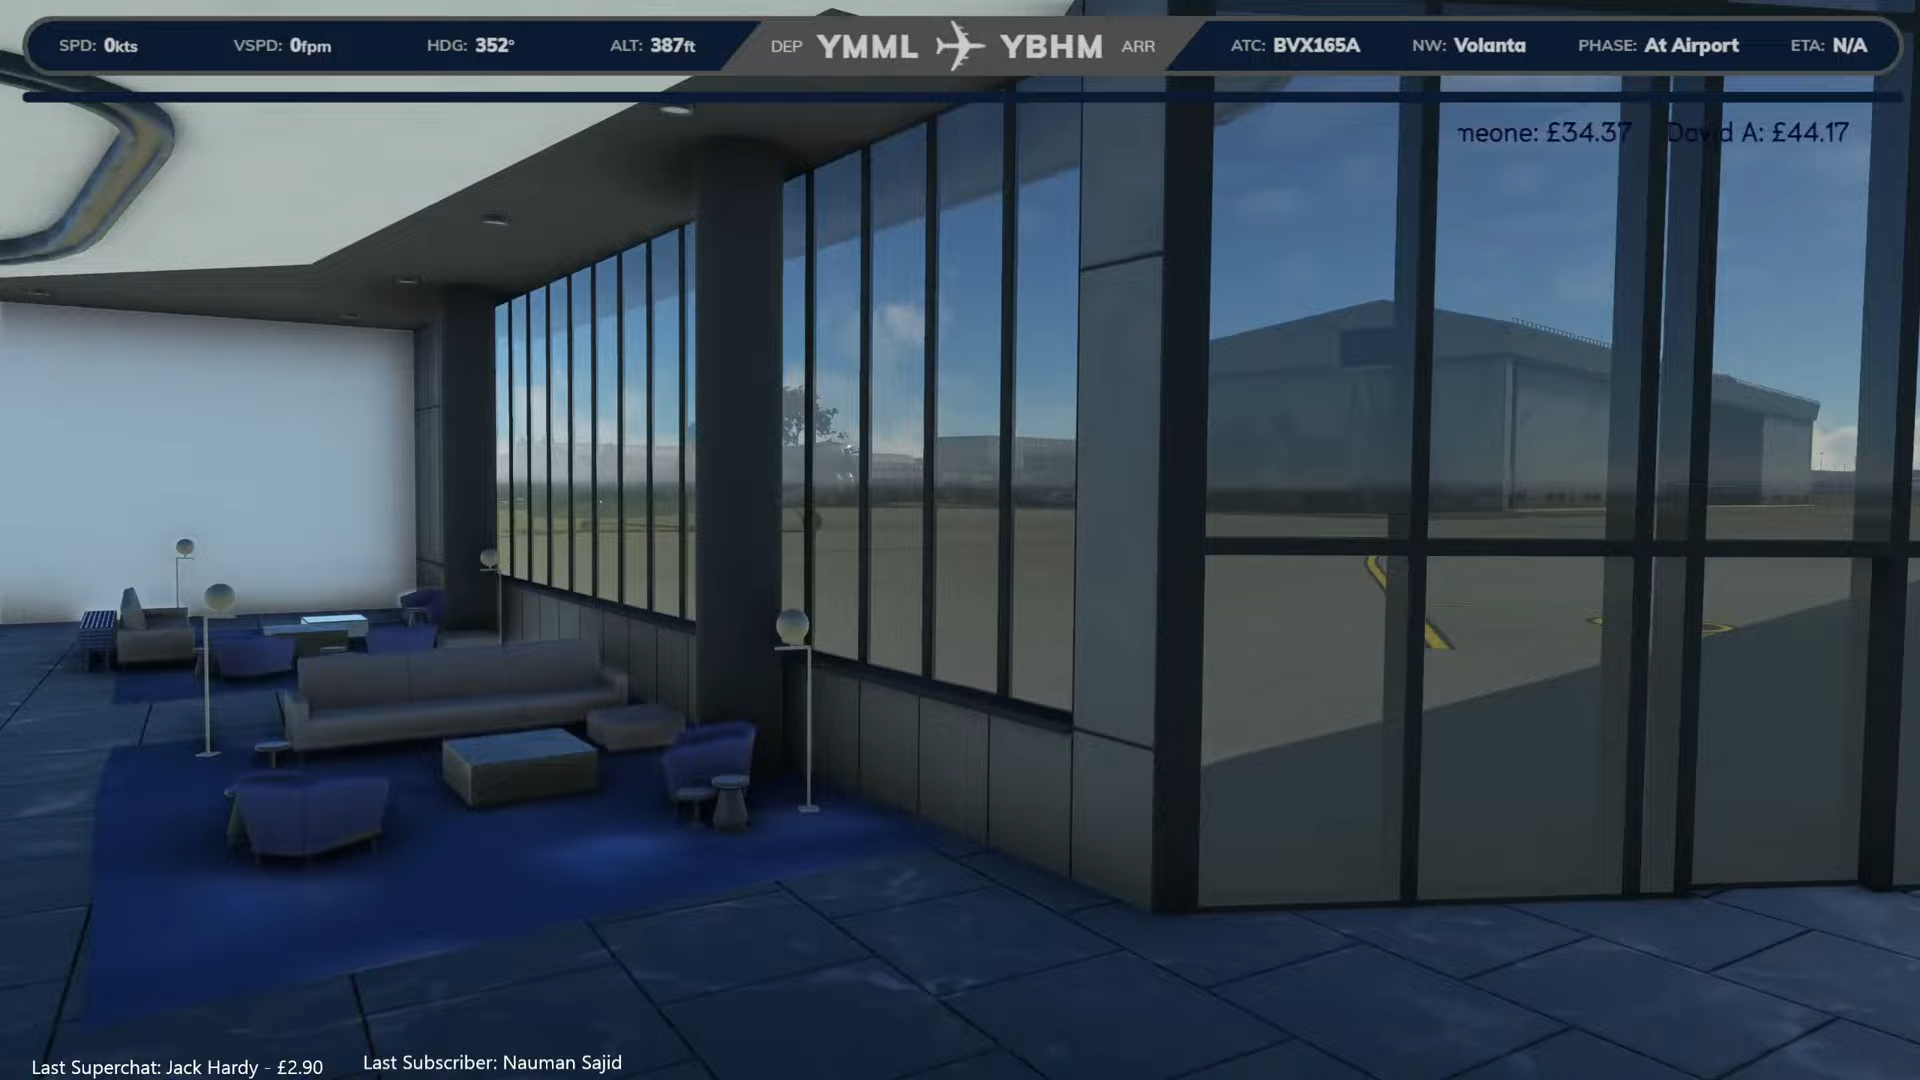 SPD: 0kts VSPD: 0fpm HDG: 352° ALT: 387ft DEP YMML YBHM ARR ATC: BVX165A NW: Volanta PHASE: At Airport ETA: N/A
meone: £34.37 David A: £44.17
Last Superchat: Jack Hardy - £2.90 Last Subscriber: Nauman Sajid